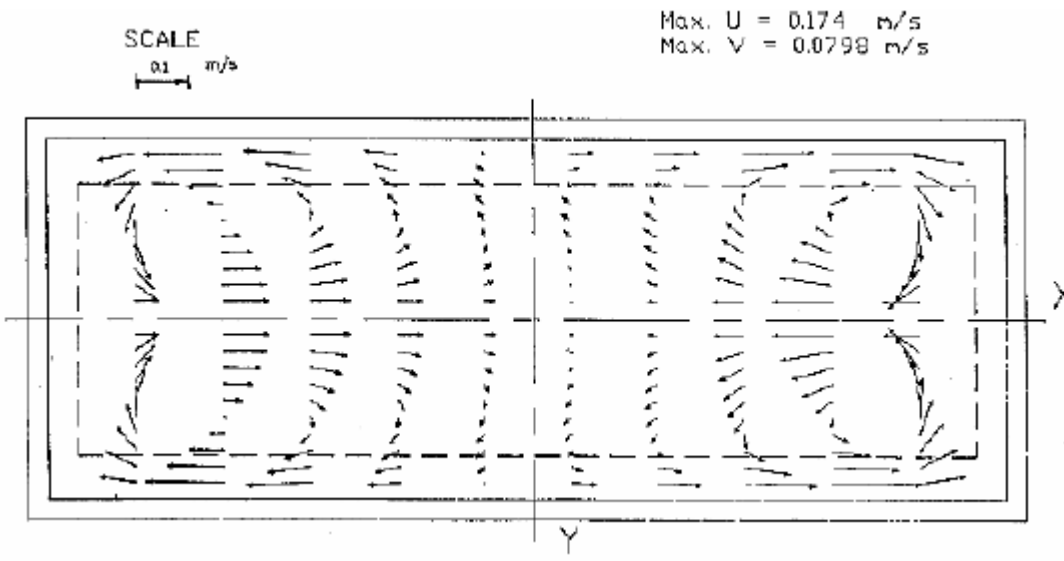 Max. U = 0.174 m/s
Max. V = 0.0798 m/s
SCALE
0.1 m/s
Y